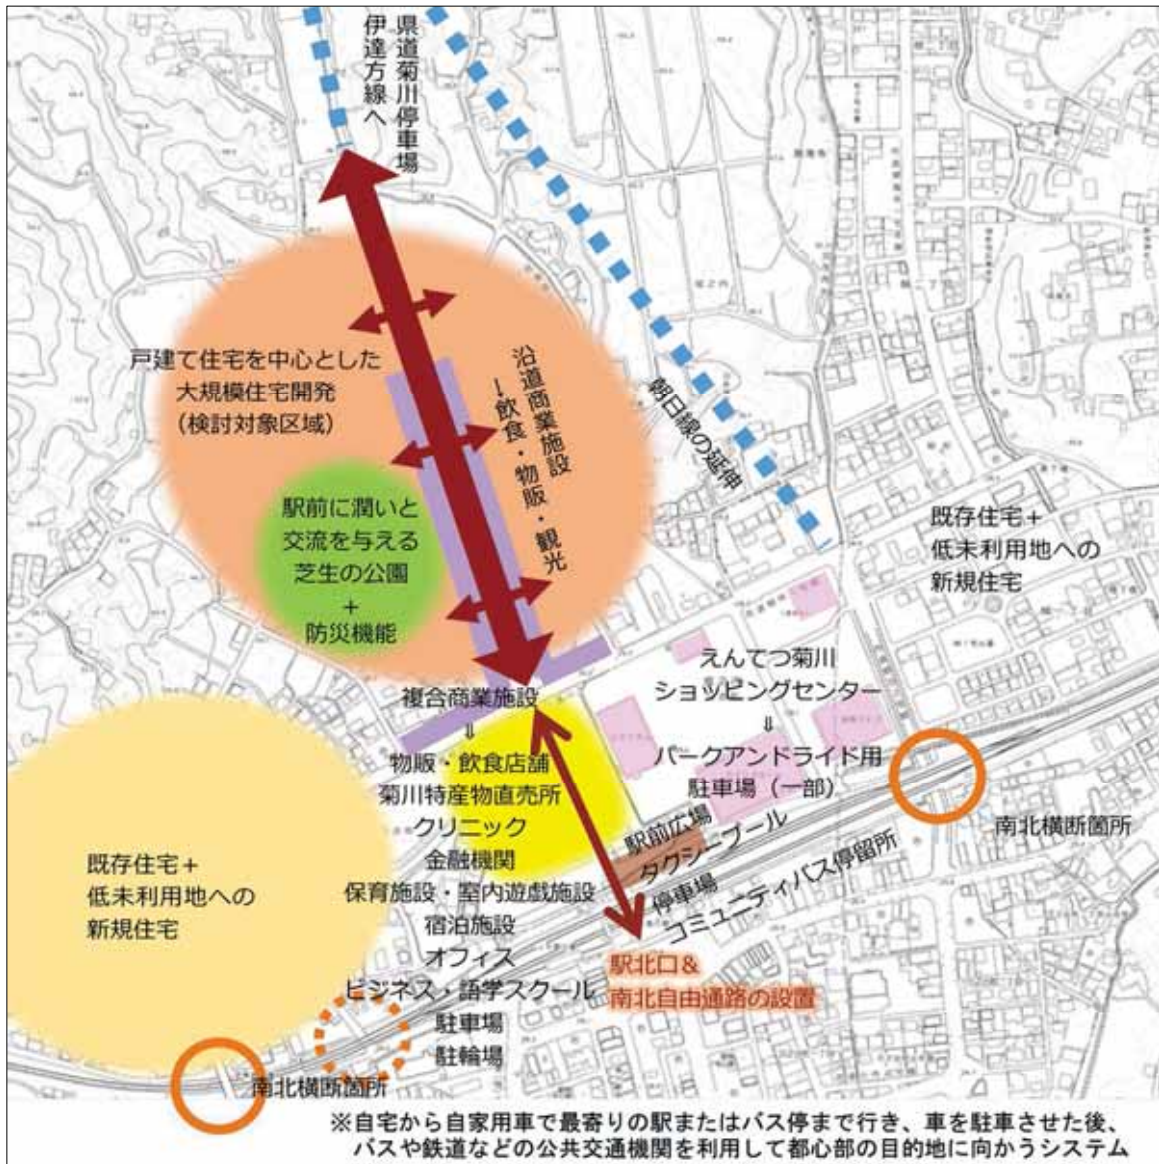 県道菊川停車場
伊達方線へ
戸建て住宅を中心とした
大規模住宅開発
(検討対象区域)
沿道商業施設
→飲食・物販・観光
朝日線の延伸
駅前に潤いと
交流を与える
芝生の公園
+
防災機能
既存住宅+
低未利用地への
新規住宅
えんてつ菊川
ショッピングセンター
⇓
パークアンドライド用
駐車場(一部)
複合商業施設
⇓
物販・飲食店舗
菊川特産物直売所
クリニック
金融機関
保育施設・室内遊戯施設
宿泊施設
オフィス
ビジネス・語学スクール
駐車場
駐輪場
駅前広場
タクシープール
停車場
コミュニティバス停留所
南北横断箇所
既存住宅+
低未利用地への
新規住宅
駅北口&
南北自由通路の設置
南北横断箇所
※自宅から自家用車で最寄りの駅またはバス停まで行き、車を駐車させた後、
バスや鉄道などの公共交通機関を利用して都心部の目的地に向かうシステム